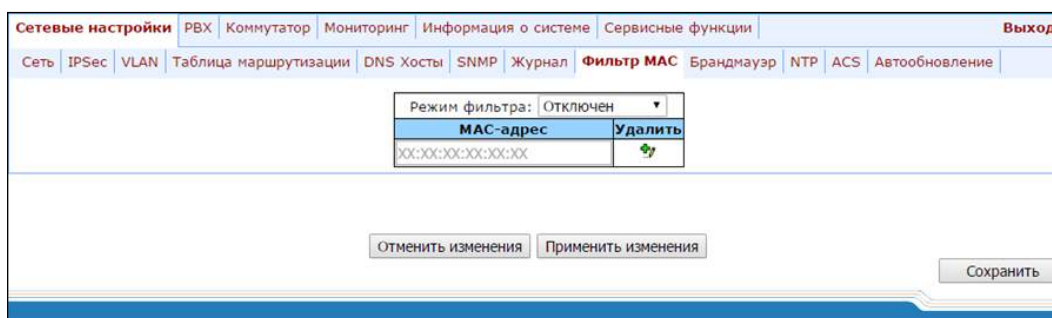 Сетевые настройки PBX Коммутатор Мониторинг Информация о системе Сервисные функции Выход
Сеть IPSec VLAN Таблица маршрутизации DNS Хосты SNMP Журнал Фильтр MAC Брандмауэр NTP ACS Автообновление
Режим фильтра: Отключен
MAC-адрес Удалить
XX:XX:XX:XX:XX:XX
Отменить изменения Применить изменения
Сохранить